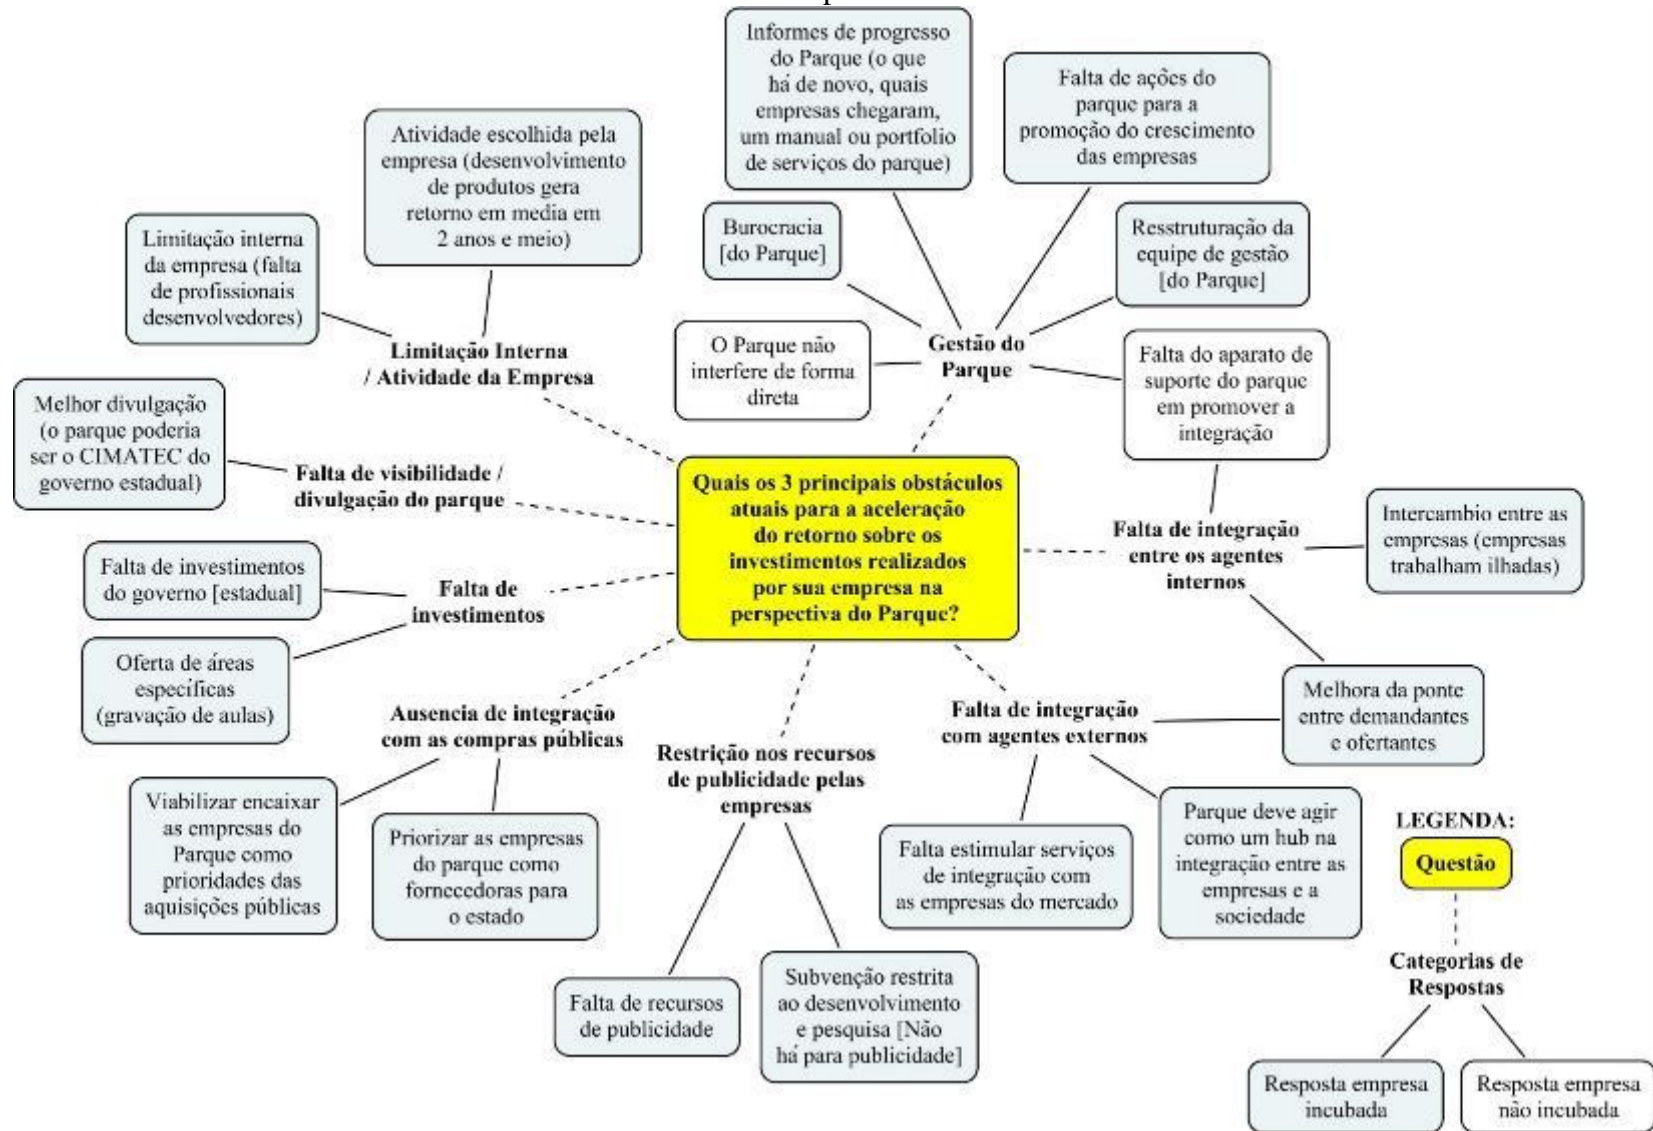 Informes de progresso
do Parque (o que
há de novo, quais
empresas chegaram,
um manual ou portfolio
de serviços do parque)
Falta de ações do
parque para a
promoção do crescimento
das empresas
Atividade escolhida pela
empresa (desenvolvimento
de produtos gera
retorno em media em
2 anos e meio)
Limitação interna
da empresa (falta
de profissionais
desenvolvedores)
Burocracia
[do Parque]
Resstruturação da
equipe de gestão
[do Parque]
O Parque não
interfere de forma
direta
Gestão do
Parque
Falta do aparato de
suporte do parque
em promover a
integração
Limitação Interna
/ Atividade da Empresa
Melhor divulgação
(o parque poderia
ser o CIMATEC do
governo estadual)
Falta de visibilidade /
divulgação do parque
Quais os 3 principais obstáculos
atuais para a aceleração
do retorno sobre os
investimentos realizados
por sua empresa na
perspectiva do Parque?
Falta de integração
entre os agentes
internos
Intercambio entre as
empresas (empresas
trabalham ilhadas)
Falta de investimentos
do governo [estadual]
Falta de
investimentos
Oferta de áreas
específicas
(gravação de aulas)
Melhora da ponte
entre demandantes
e ofertantes
Ausencia de integração
com as compras públicas
Restrição nos recursos
de publicidade pelas
empresas
Falta de integração
com agentes externos
Viabilizar encaixar
as empresas do
Parque como
prioridades das
aquisições públicas
Priorizar as empresas
do parque como
fornecedoras para
o estado
Falta estimular serviços
de integração com
as empresas do mercado
Parque deve agir
como um hub na
integração entre as
empresas e a
sociedade
Falta de recursos
de publicidade
Subvenção restrita
ao desenvolvimento
e pesquisa [Não
há para publicidade]
LEGENDA:
Questão
Categorias de
Respostas
Resposta empresa
incubada
Resposta empresa
não incubada